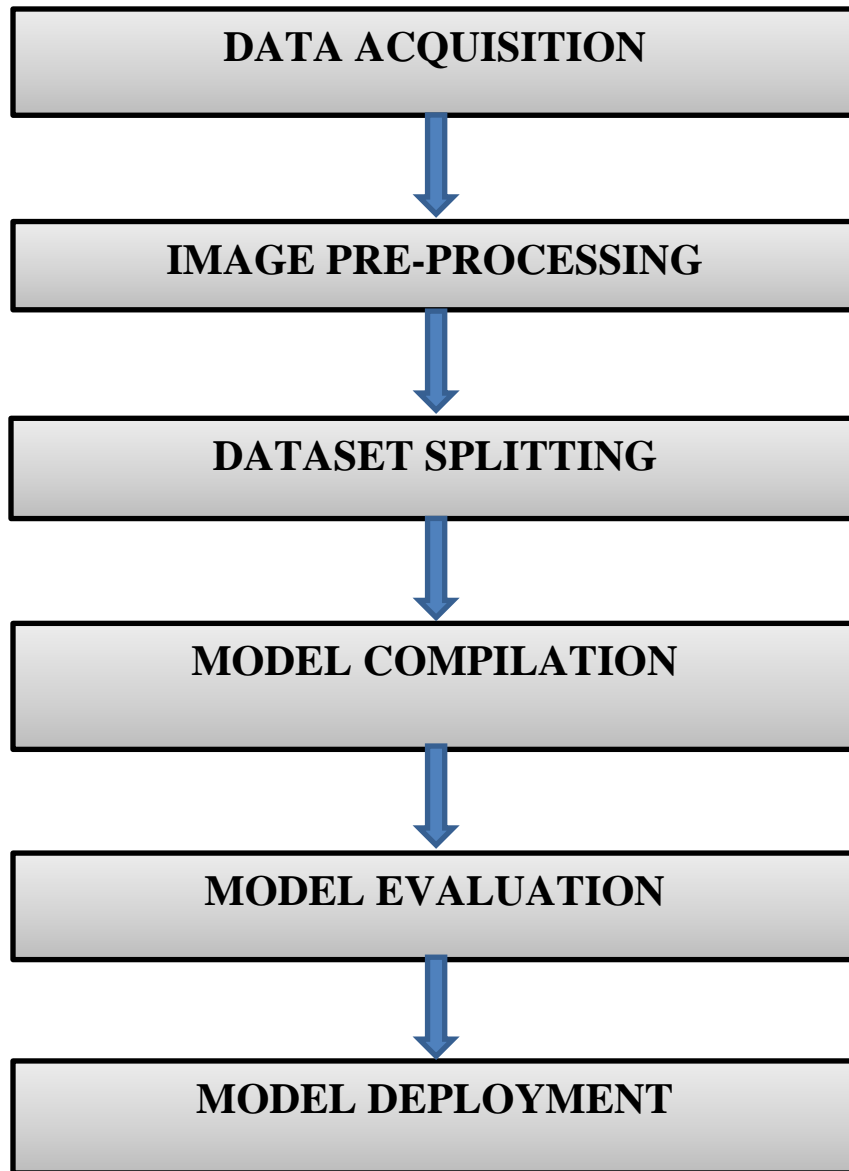 DATA ACQUISITION
IMAGE PRE-PROCESSING
DATASET SPLITTING
MODEL COMPILATION
MODEL EVALUATION
MODEL DEPLOYMENT